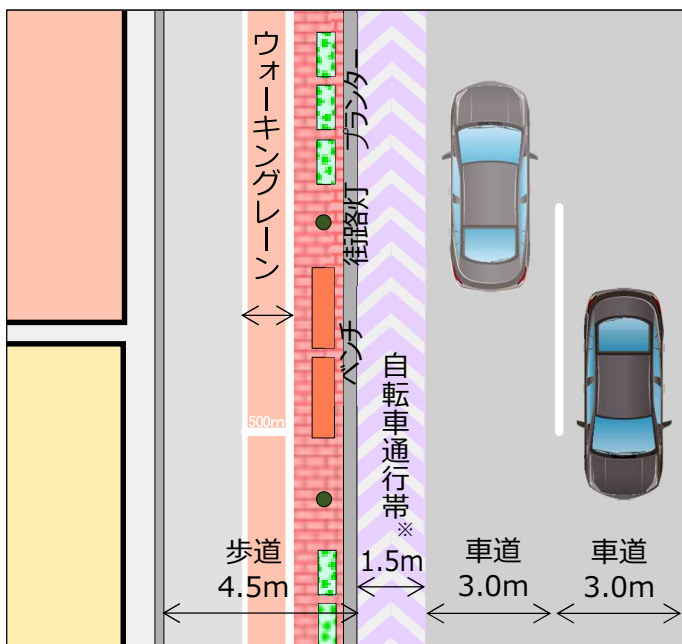 ウォーキングレーン
プランター
街路灯
ベンチ
500m
自転車通行帯※
歩道
4.5m
1.5m
車道
3.0m
車道
3.0m